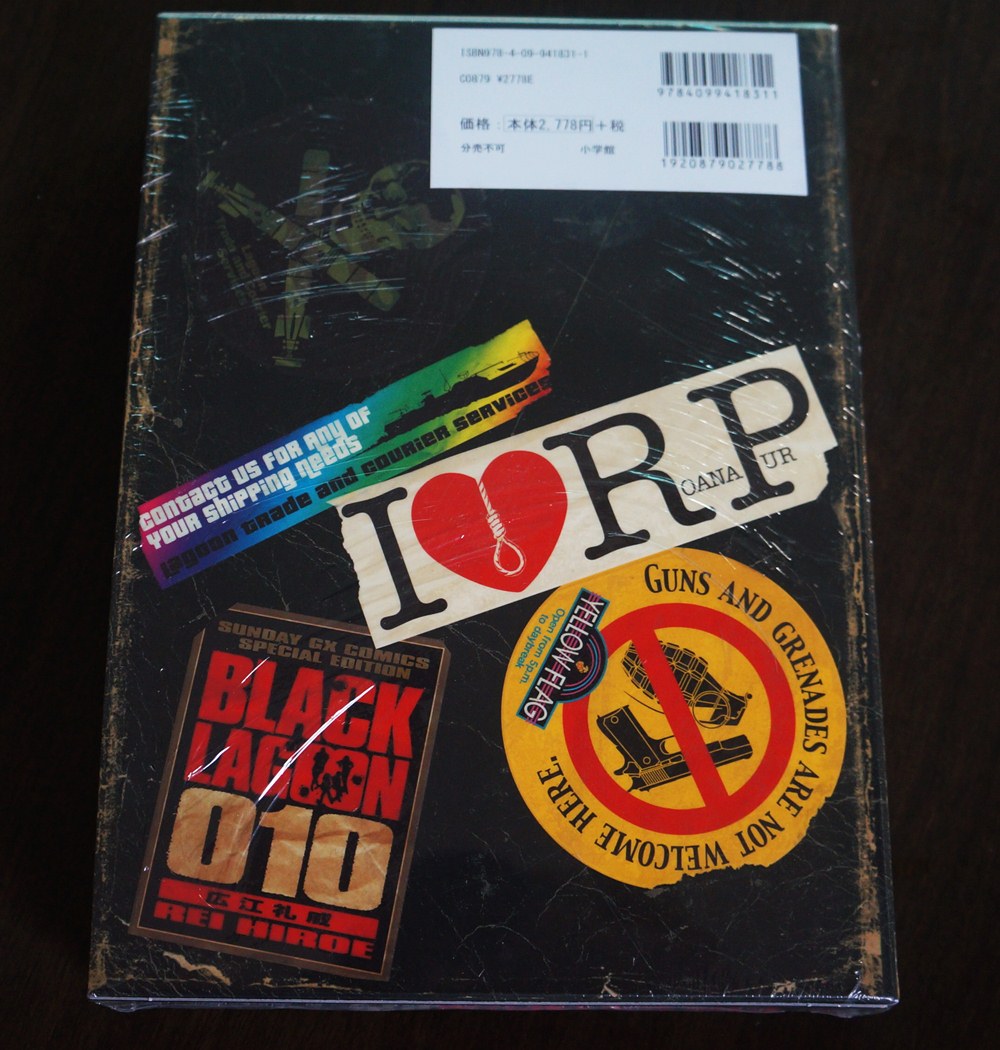 ISBN978-4-09-941831-1
C0879 ¥2778E
9784099418311
価格：本体2,778円＋税
分売不可 小学館
1920879027788
CONTACT US FOR ANY OF
YOUR SHIPPING NEEDS
LAGOON TRADE AND COURIER SERVICES
I R OANA P UR
GUNS AND GRENADES ARE NOT WELCOME HERE.
YELLOW FLAG
Open from 5p.m.
to daybreak
SUNDAY GX COMICS
SPECIAL EDITION
BLACK
LAGOON
010
広江礼威
REI HIROE